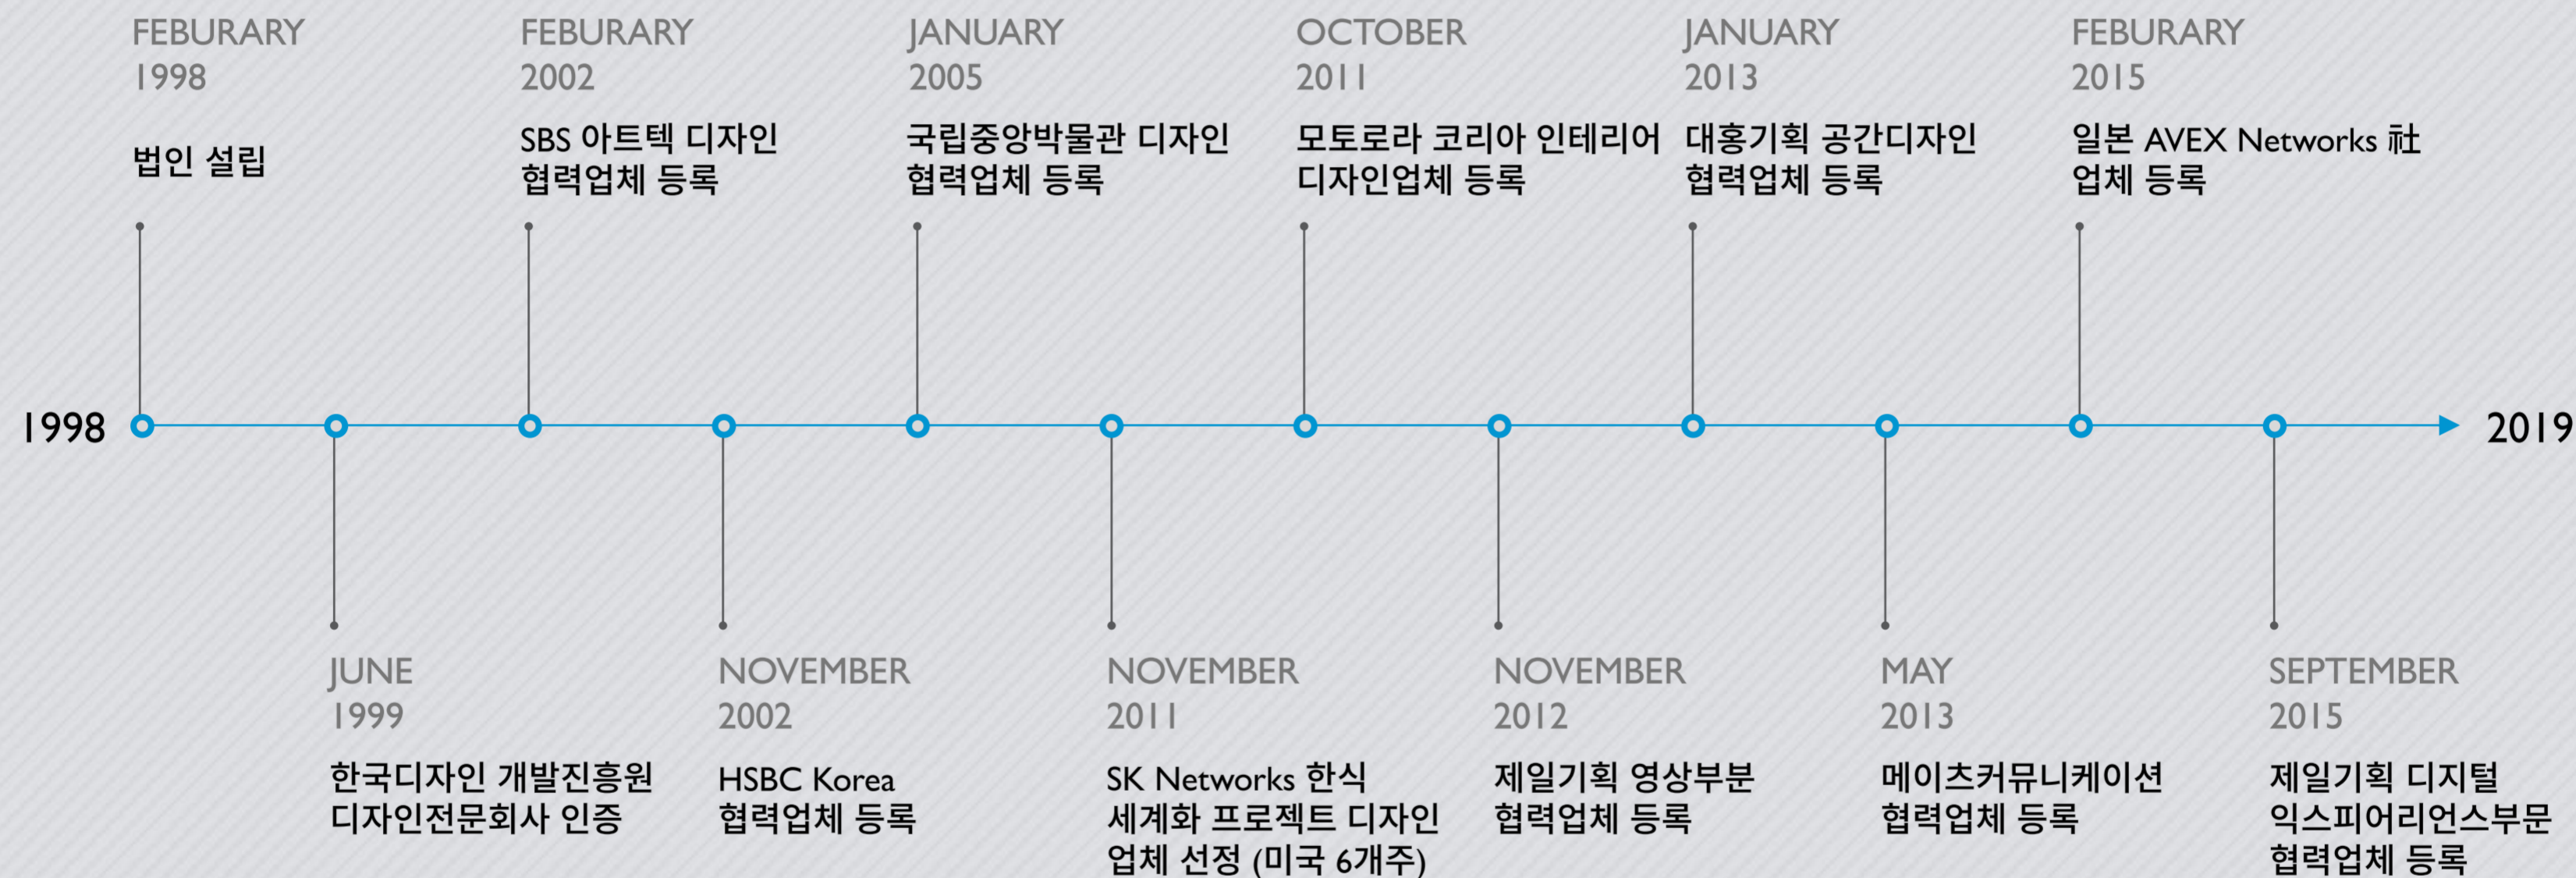 FEBURARY
1998
법인 설립
FEBURARY
2002
SBS 아트텍 디자인
협력업체 등록
JANUARY
2005
국립중앙박물관 디자인
협력업체 등록
OCTOBER
2011
모토로라 코리아 인테리어
디자인업체 등록
JANUARY
2013
대홍기획 공간디자인
협력업체 등록
FEBURARY
2015
일본 AVEX Networks 社
업체 등록
1998
2019
JUNE
1999
한국디자인 개발진흥원
디자인전문회사 인증
NOVEMBER
2002
HSBC Korea
협력업체 등록
NOVEMBER
2011
SK Networks 한식
세계화 프로젝트 디자인
업체 선정 (미국 6개주)
NOVEMBER
2012
제일기획 영상부분
협력업체 등록
MAY
2013
메이츠커뮤니케이션
협력업체 등록
SEPTEMBER
2015
제일기획 디지털
익스피어리언스부문
협력업체 등록